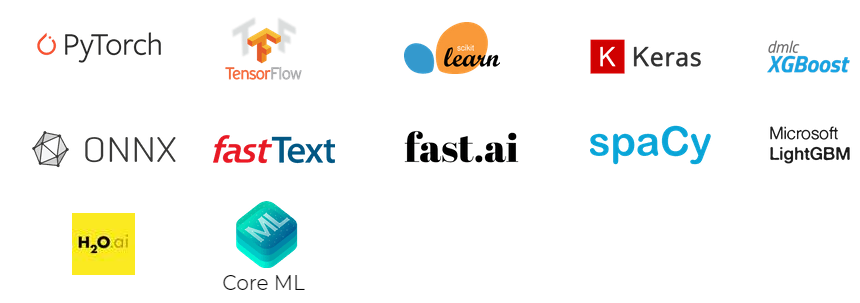 PyTorch
TensorFlow
scikit
learn
K Keras
dmlc
XGBoost
ONNX
fastText
fast.ai
spaCy
Microsoft
LightGBM
H2O.ai
ML
Core ML